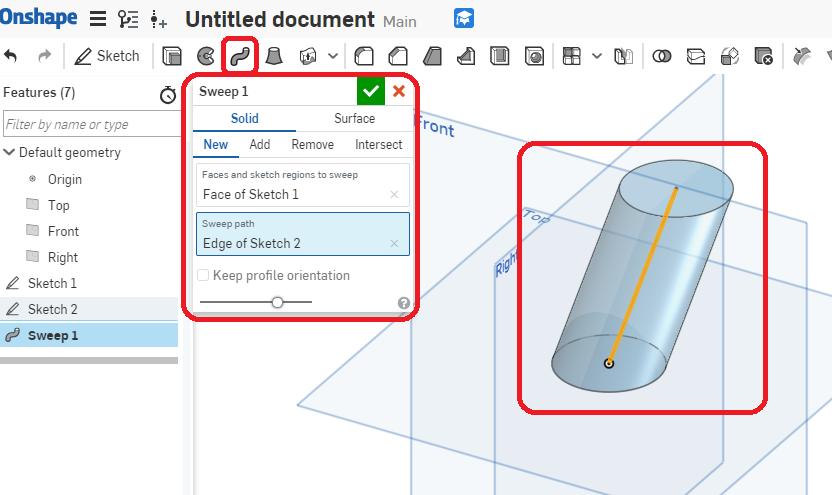 Onshape Untitled document Main
Sketch
Features (7)
Filter by name or type
Default geometry
Origin
Top
Front
Right
Sketch 1
Sketch 2
Sweep 1
Sweep 1
Solid Surface
New Add Remove Intersect
Faces and sketch regions to sweep
Face of Sketch 1
Sweep path
Edge of Sketch 2
Keep profile orientation
Front
Top
Right